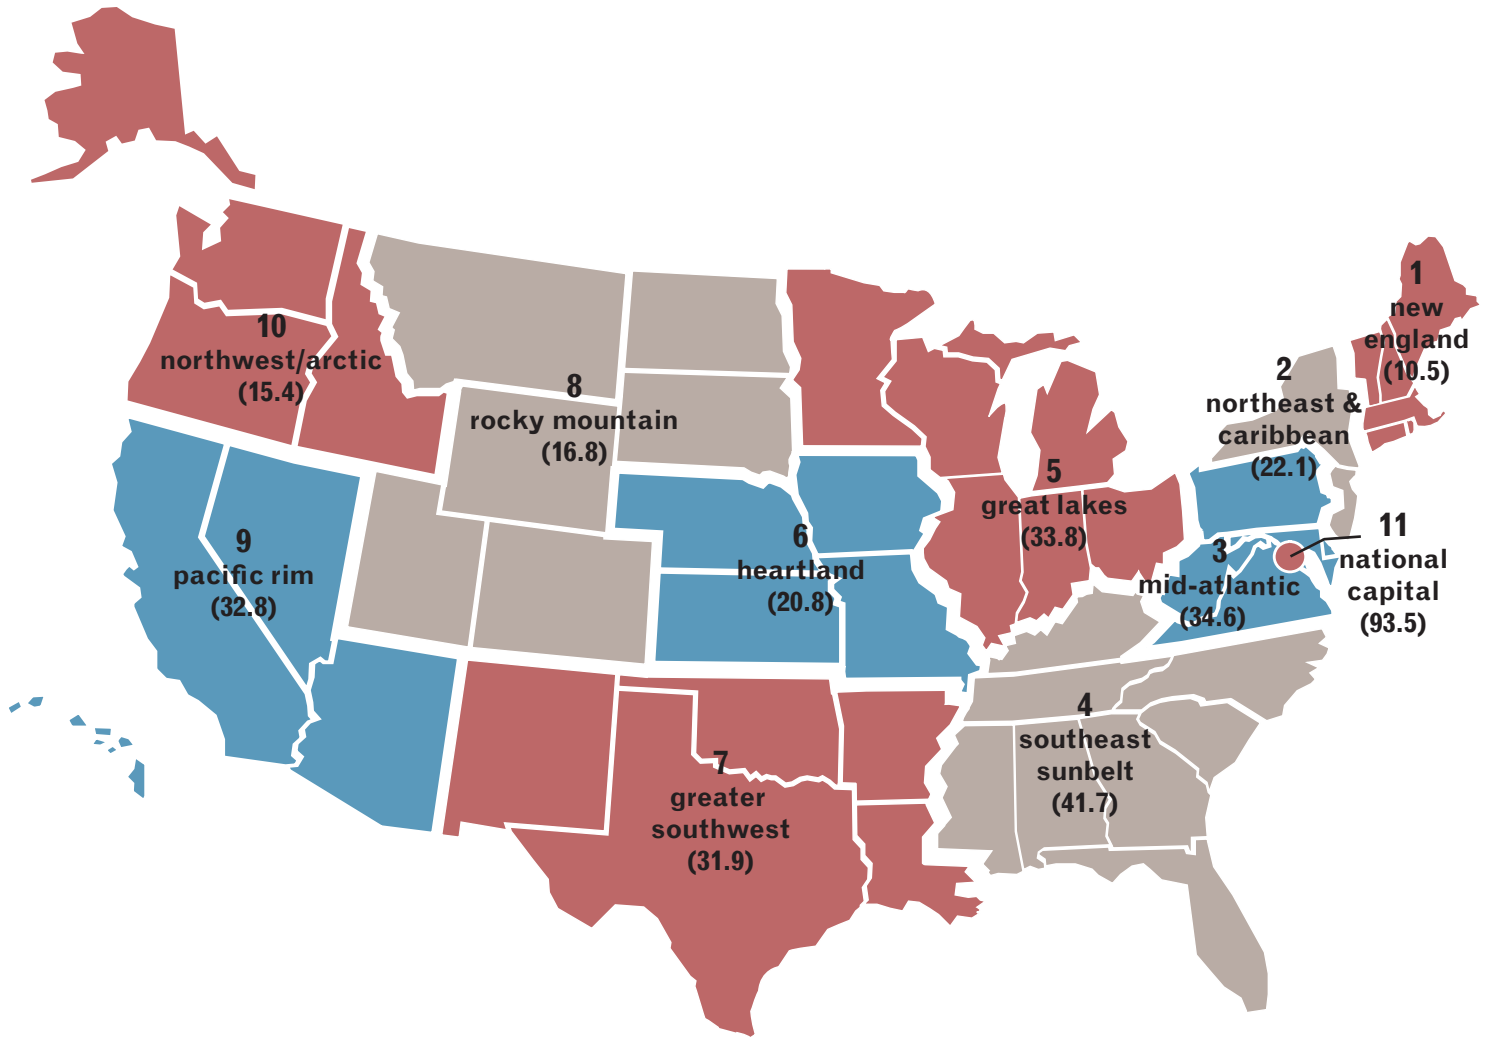 1
new
england
(10.5)
2
northeast &
caribbean
(22.1)
11
national
capital
(93.5)
3
mid-atlantic
(34.6)
10
northwest/arctic
(15.4)
8
rocky mountain
(16.8)
5
great lakes
(33.8)
9
pacific rim
(32.8)
6
heartland
(20.8)
4
southeast
sunbelt
(41.7)
7
greater
southwest
(31.9)